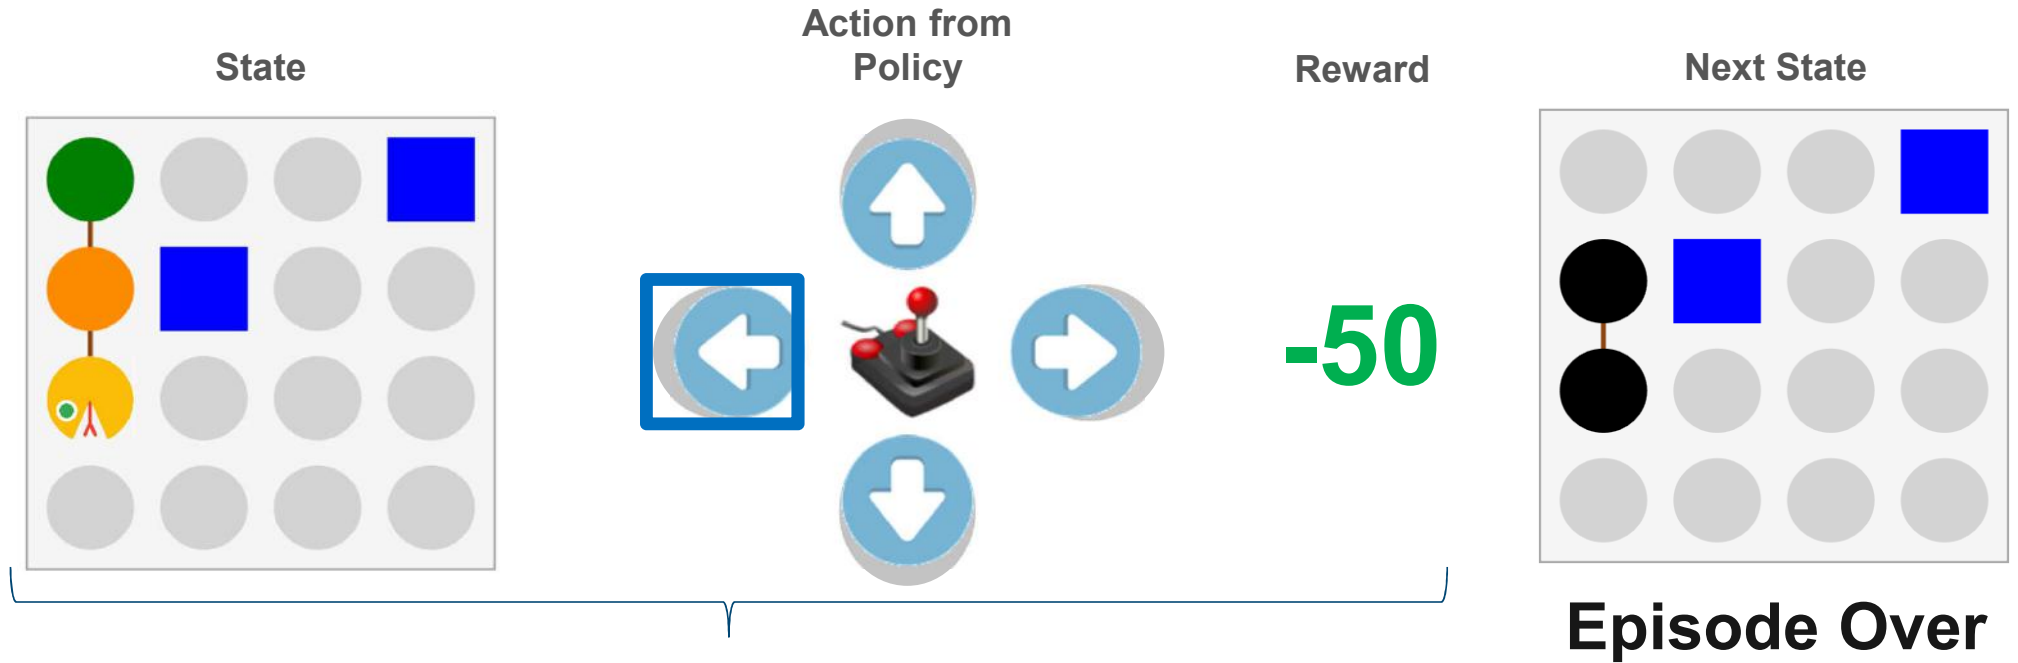 State
Action from
Policy
Reward
Next State
-50
Episode Over